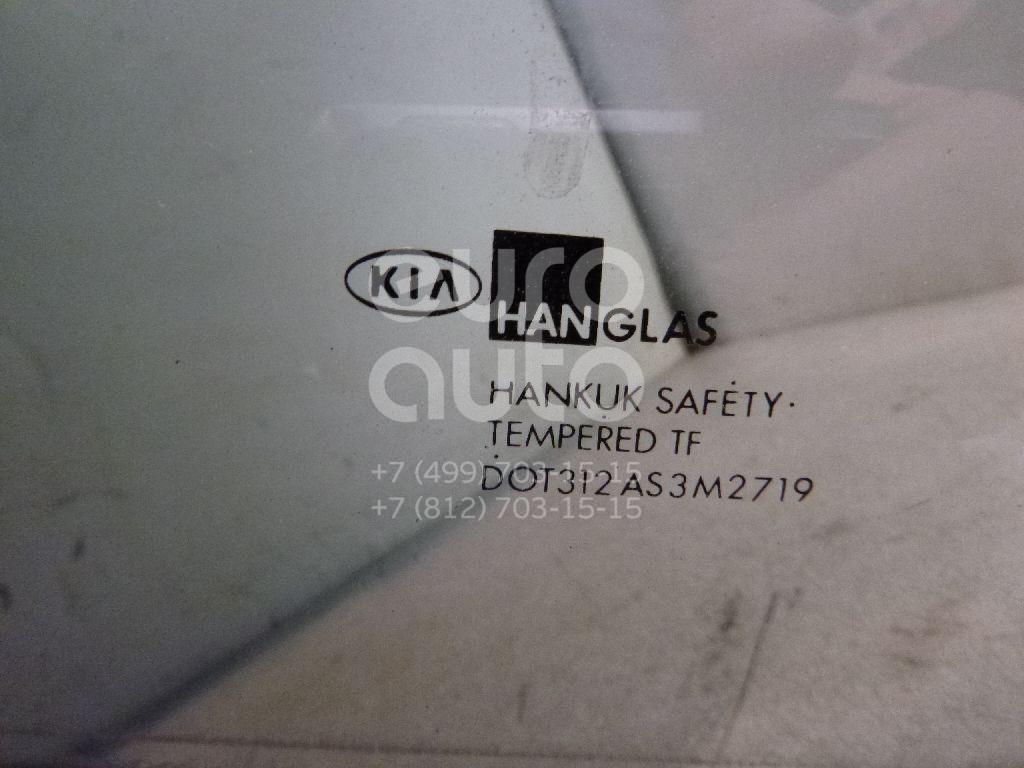 KIA HANGLAS
euro
auto
HANKUK SAFETY
TEMPERED TF
+7 (499) 703-15-15
DOT312AS3M2719
+7 (812) 703-15-15